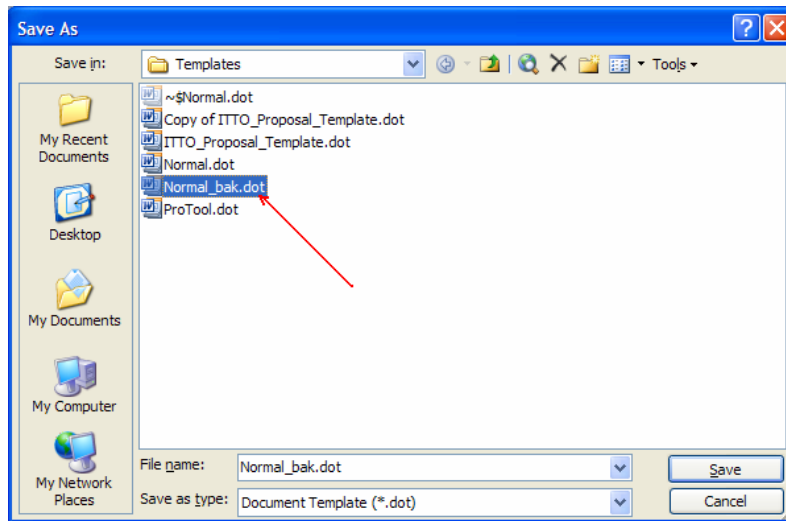 Save As
Save in:
Templates
Tools
~$Normal.dot
Copy of ITTO_Proposal_Template.dot
ITTO_Proposal_Template.dot
Normal.dot
Normal_bak.dot
ProTool.dot
My Recent
Documents
Desktop
My Documents
My Computer
My Network
Places
File name:
Normal_bak.dot
Save
Save as type:
Document Template (*.dot)
Cancel